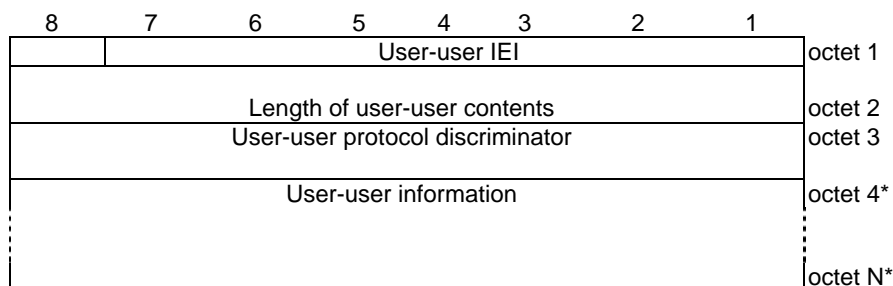 8 7 6 5 4 3 2 1
User-user IEI octet 1
Length of user-user contents octet 2
User-user protocol discriminator octet 3
User-user information octet 4*
octet N*